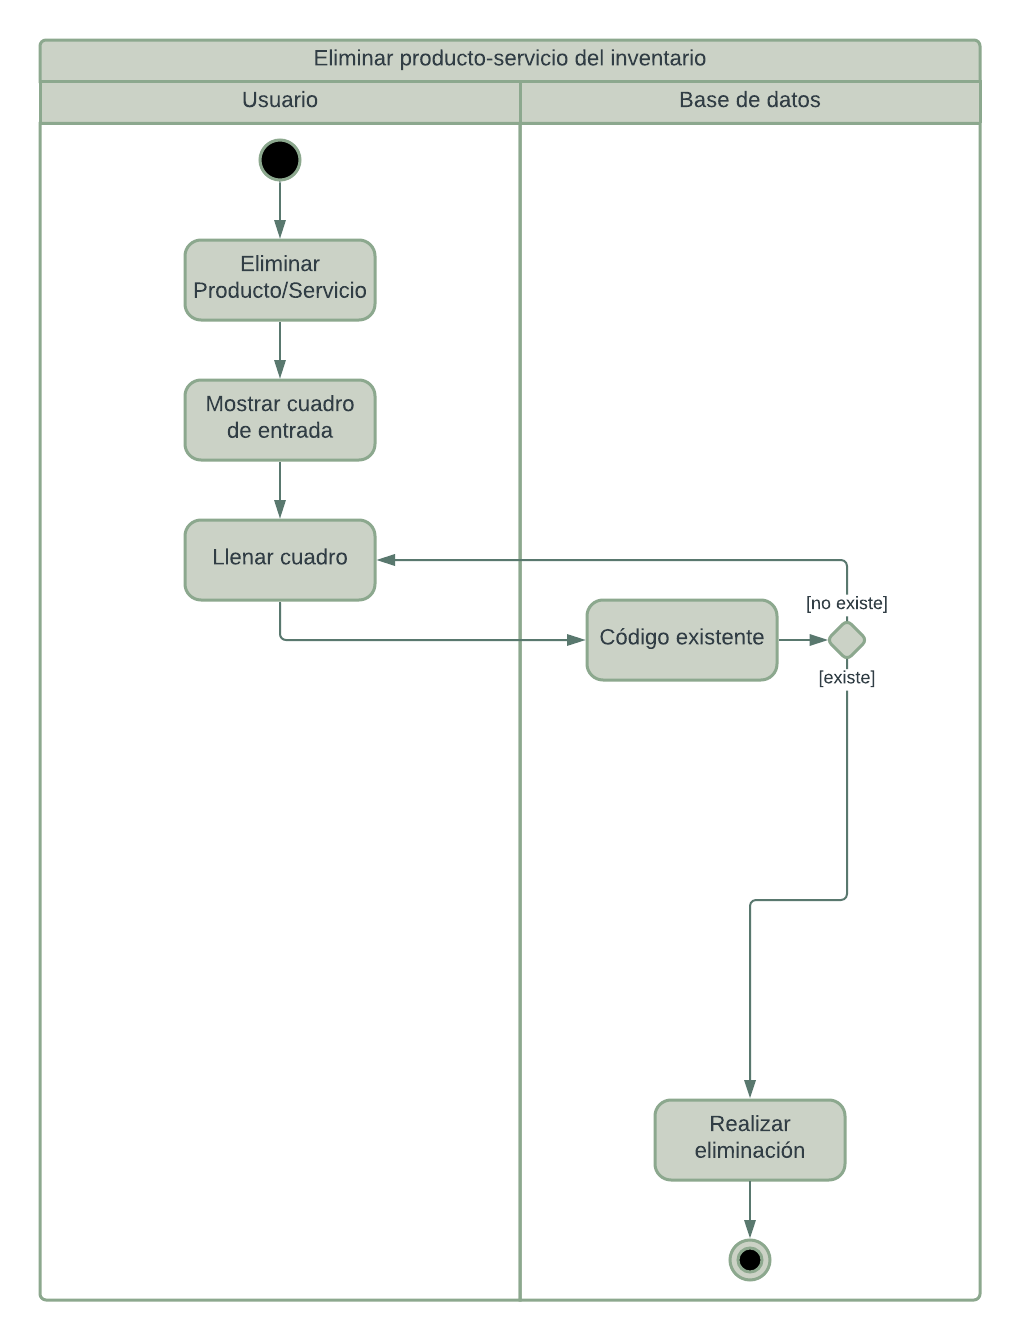 Eliminar producto-servicio del inventario
Usuario
Base de datos
Eliminar
Producto/Servicio
Mostrar cuadro
de entrada
Llenar cuadro
[no existe]
Código existente
[existe]
Realizar
eliminación